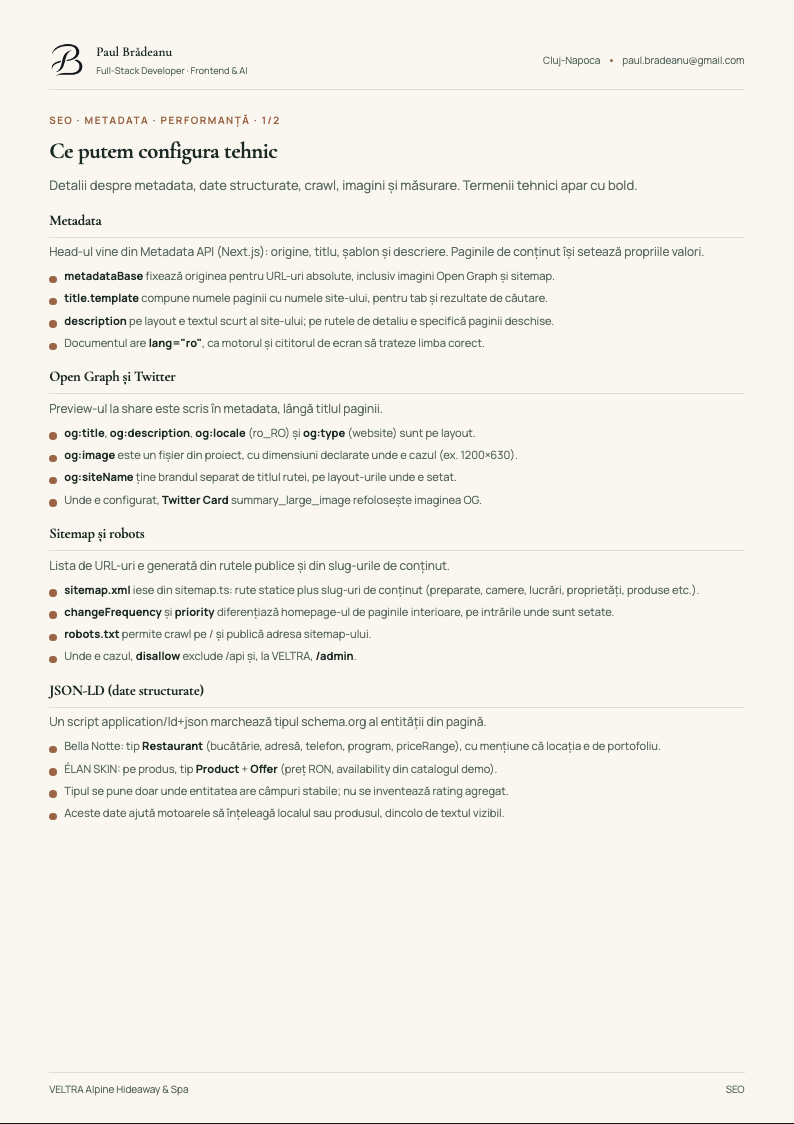 B
Paul Brădeanu
Full-Stack Developer · Frontend & AI
Cluj-Napoca • paul.bradeanu@gmail.com
SEO · METADATA · PERFORMANȚĂ · 1/2
Ce putem configura tehnic
Detalii despre metadata, date structurate, crawl, imagini și măsurare. Termenii tehnici apar cu bold.
Metadata
Head-ul vine din Metadata API (Next.js): origine, titlu, șablon și descriere. Paginile de conținut își setează propriile valori.
metadataBase fixează originea pentru URL-uri absolute, inclusiv imagini Open Graph și sitemap.
title.template compune numele paginii cu numele site-ului, pentru tab și rezultate de căutare.
description pe layout e textul scurt al site-ului; pe rutele de detaliu e specifică paginii deschise.
Documentul are lang="ro", ca motorul și cititorul de ecran să trateze limba corect.
Open Graph și Twitter
Preview-ul la share este scris în metadata, lângă titlul paginii.
og:title, og:description, og:locale (ro_RO) și og:type (website) sunt pe layout.
og:image este un fișier din proiect, cu dimensiuni declarate unde e cazul (ex. 1200×630).
og:siteName ține brandul separat de titlul rutei, pe layout-urile unde e setat.
Unde e configurat, Twitter Card summary_large_image refolosește imaginea OG.
Sitemap și robots
Lista de URL-uri e generată din rutele publice și din slug-urile de conținut.
sitemap.xml iese din sitemap.ts: rute statice plus slug-uri de conținut (preparate, camere, lucrări, proprietăți, produse etc.).
changeFrequency și priority diferențiază homepage-ul de paginile interioare, pe intrările unde sunt setate.
robots.txt permite crawl pe / și publică adresa sitemap-ului.
Unde e cazul, disallow exclude /api și, la VELTRA, /admin.
JSON-LD (date structurate)
Un script application/ld+json marchează tipul schema.org al entității din pagină.
Bella Notte: tip Restaurant (bucătărie, adresă, telefon, program, priceRange), cu mențiune că locația e de portofoliu.
ÉLAN SKIN: pe produs, tip Product + Offer (preț RON, availability din catalogul demo).
Tipul se pune doar unde entitatea are câmpuri stabile; nu se inventează rating agregat.
Aceste date ajută motoarele să înțeleagă localul sau produsul, dincolo de textul vizibil.
VELTRA Alpine Hideaway & Spa
SEO